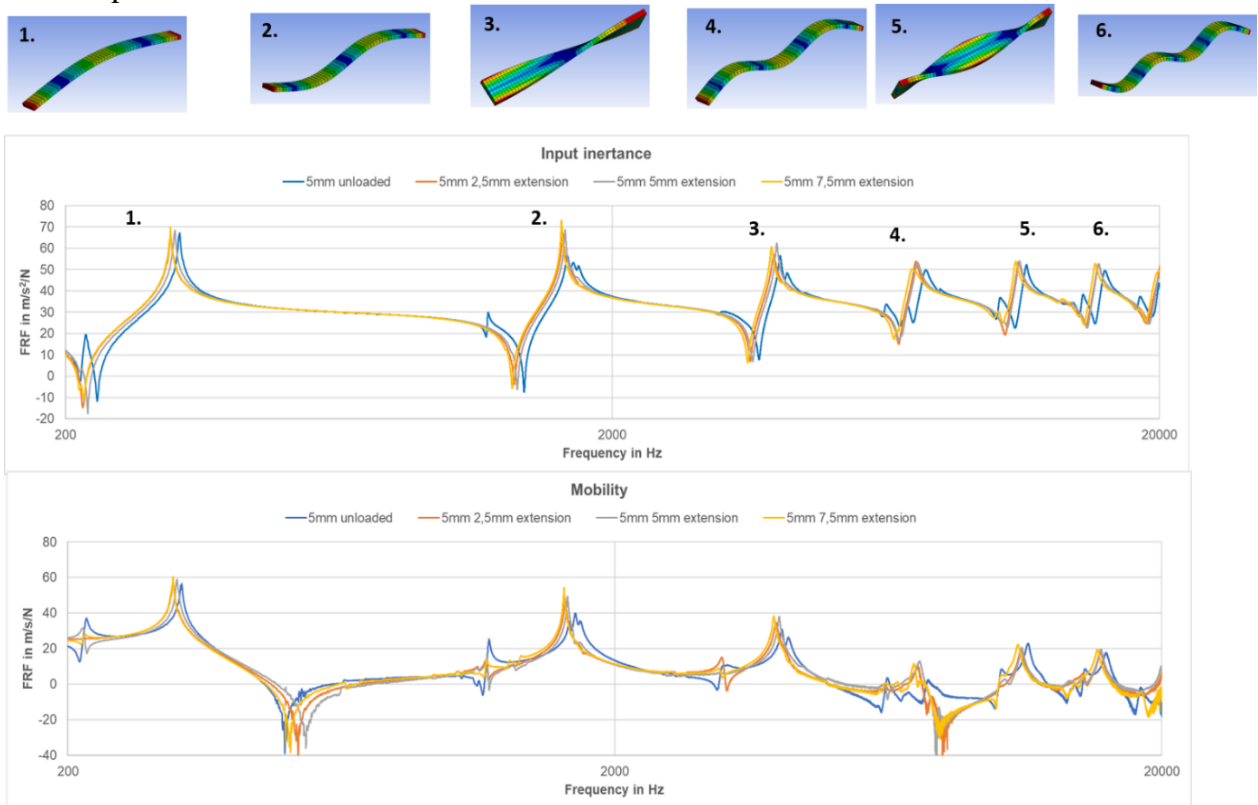 1. 2. 3. 4. 5. 6.
Input inertance
5mm unloaded 5mm 2,5mm extension 5mm 5mm extension 5mm 7,5mm extension
80
70
60
50
40
30
20
10
0
-10
-20
FRF in m/s²/N
1. 2. 3. 4. 5. 6.
200 2000 20000
Frequency in Hz
Mobility
5mm unloaded 5mm 2,5mm extension 5mm 5mm extension 5mm 7,5mm extension
80
60
40
20
0
-20
-40
FRF in m/s/N
200 2000 20000
Frequency in Hz